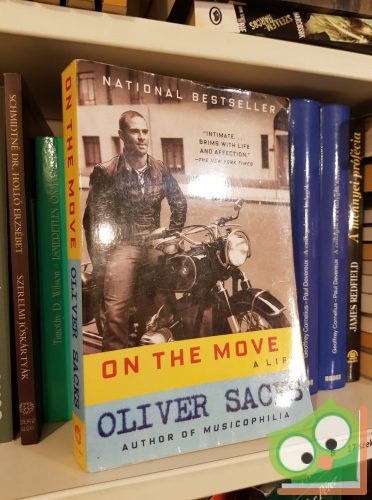 NATIONAL BESTSELLER
"INTIMATE. . .
BRIMS WITH LIFE
AND AFFECTION."
—THE NEW YORK TIMES
ON THE MOVE
A LIFE
OLIVER SACKS
AUTHOR OF MUSICOPHILIA
ON THE MOVE OLIVER SACKS
SCHMIDTNÉ DR. HOLLÓ ERZSÉBET
SZERELMI JÓSKÁRTYÁK
Timothy D. Wilson
Geoffrey Cornelius – Paul Devereux
Geoffrey Cornelius – Paul Devereux
JAMES REDFIELD
A mennyei prófécia